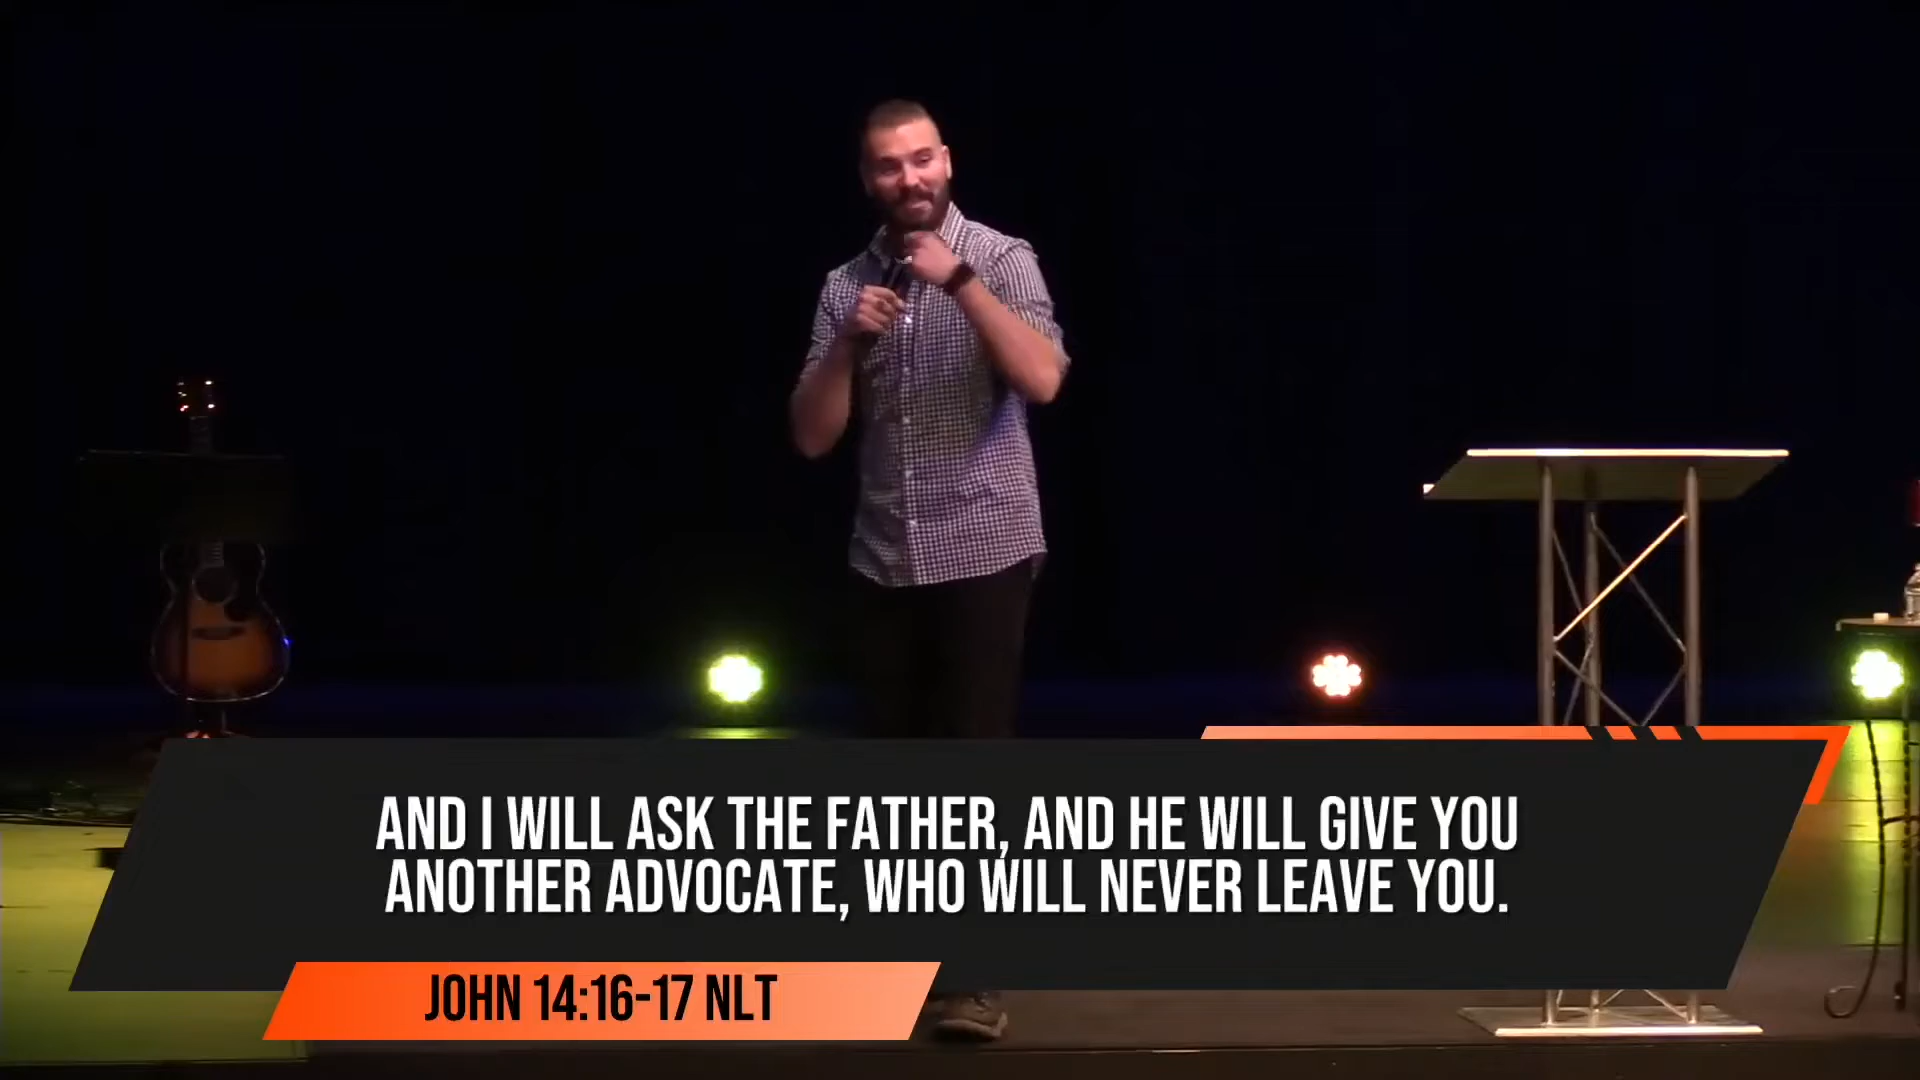 AND I WILL ASK THE FATHER, AND HE WILL GIVE YOU
ANOTHER ADVOCATE, WHO WILL NEVER LEAVE YOU.
JOHN 14:16-17 NLT